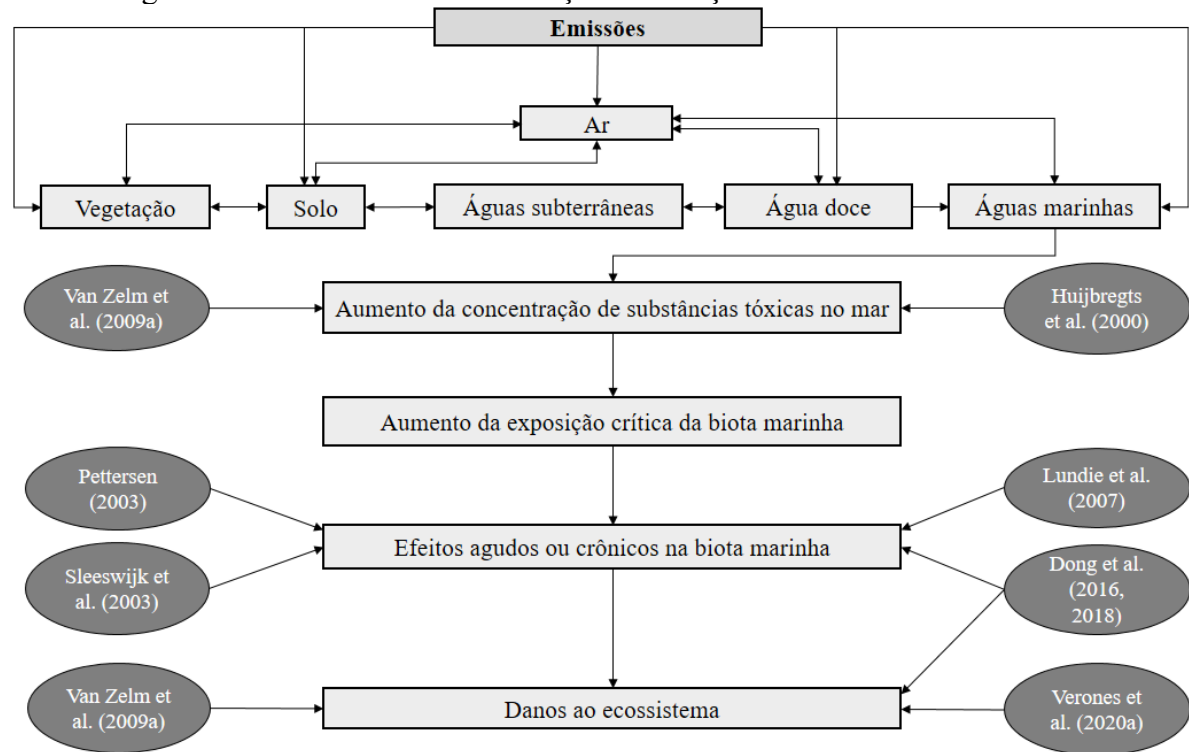 Emissões
Ar
Vegetação
Solo
Águas subterrâneas
Água doce
Águas marinhas
Van Zelm et
al. (2009a)
Aumento da concentração de substâncias tóxicas no mar
Huijbregts
et al. (2000)
Aumento da exposição crítica da biota marinha
Pettersen
(2003)
Lundie et al.
(2007)
Efeitos agudos ou crônicos na biota marinha
Sleeswijk et
al. (2003)
Dong et al.
(2016,
2018)
Van Zelm et
al. (2009a)
Danos ao ecossistema
Verones et
al. (2020a)